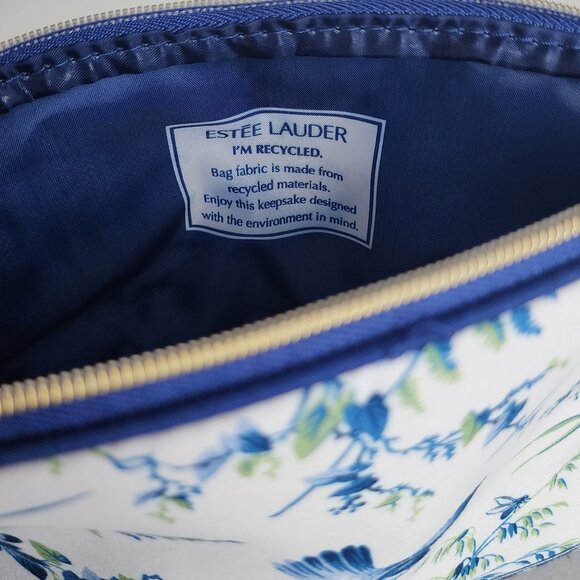 ESTĒE LAUDER
I'M RECYCLED.
Bag fabric is made from
recycled materials.
Enjoy this keepsake designed
with the environment in mind.